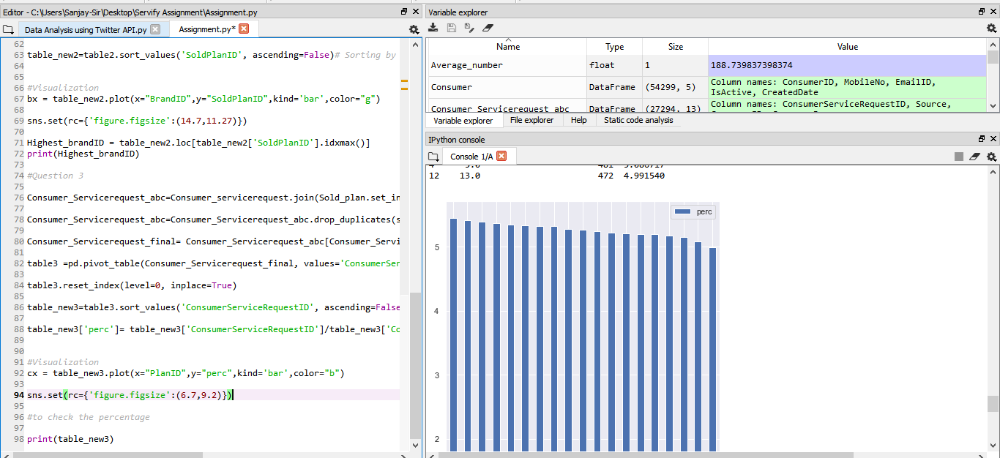 Editor - C:\Users\Sanjay-Sir\Desktop\Servify Assignment\Assignment.py
Data Analysis using Twitter API.py
Assignment.py*
62
63 table_new2=table2.sort_values('SoldPlanID', ascending=False)# Sorting by
64
65
66 #Visualization
67 bx = table_new2.plot(x="BrandID",y="SoldPlanID",kind='bar',color="g")
68
69 sns.set(rc={'figure.figsize':(14.7,11.27)})
70
71 Highest_brandID = table_new2.loc[table_new2['SoldPlanID'].idxmax()]
72 print(Highest_brandID)
73
74 #Question 3
75
76 Consumer_Servicerequest_abc=Consumer_servicerequest.join(Sold_plan.set_in
77
78 Consumer_Servicerequest_abc=Consumer_Servicerequest_abc.drop_duplicates(s
79
80 Consumer_Servicerequest_final= Consumer_Servicerequest_abc[Consumer_Servi
81
82 table3 =pd.pivot_table(Consumer_Servicerequest_final, values='ConsumerSer
83
84 table3.reset_index(level=0, inplace=True)
85
86 table_new3=table3.sort_values('ConsumerServiceRequestID', ascending=False
87
88 table_new3['perc']= table_new3['ConsumerServiceRequestID']/table_new3['Co
89
90
91 #Visualization
92 cx = table_new3.plot(x="PlanID",y="perc",kind='bar',color="b")
93
94 sns.set(rc={'figure.figsize':(6.7,9.2)})
95
96 #to check the percentage
97
98 print(table_new3)
Variable explorer
Name Type Size Value
Average_number float 1 188.739837398374
Consumer DataFrame (54299, 5) Column names: ConsumerID, MobileNo, EmailID,
IsActive, CreatedDate
Consumer_Servicerequest_abc DataFrame (27294, 13) Column names: ConsumerServiceRequestID, Source,
Variable explorer File explorer Help Static code analysis
IPython console
Console 1/A
12 13.0 472 4.991540
perc
5
4
3
2